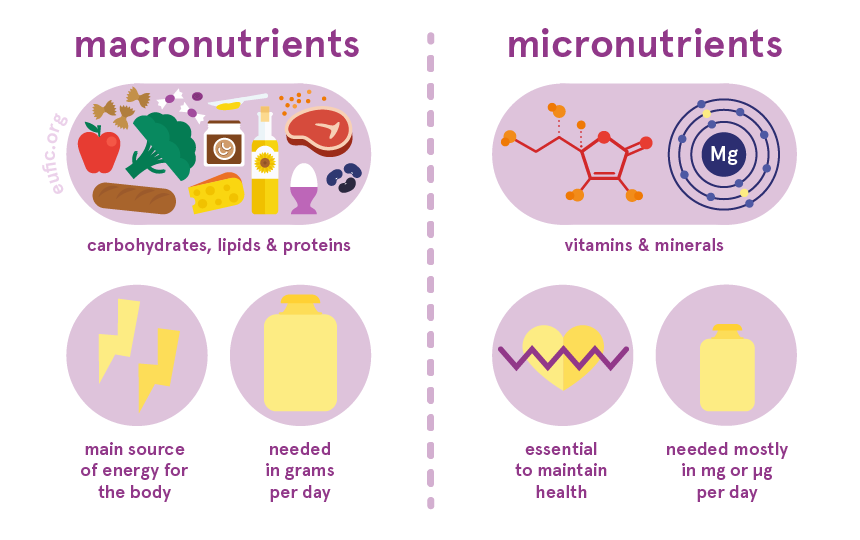 macronutrients
eufic.org
carbohydrates, lipids & proteins
main source
of energy for
the body
needed
in grams
per day
micronutrients
Mg
vitamins & minerals
essential
to maintain
health
needed mostly
in mg or µg
per day